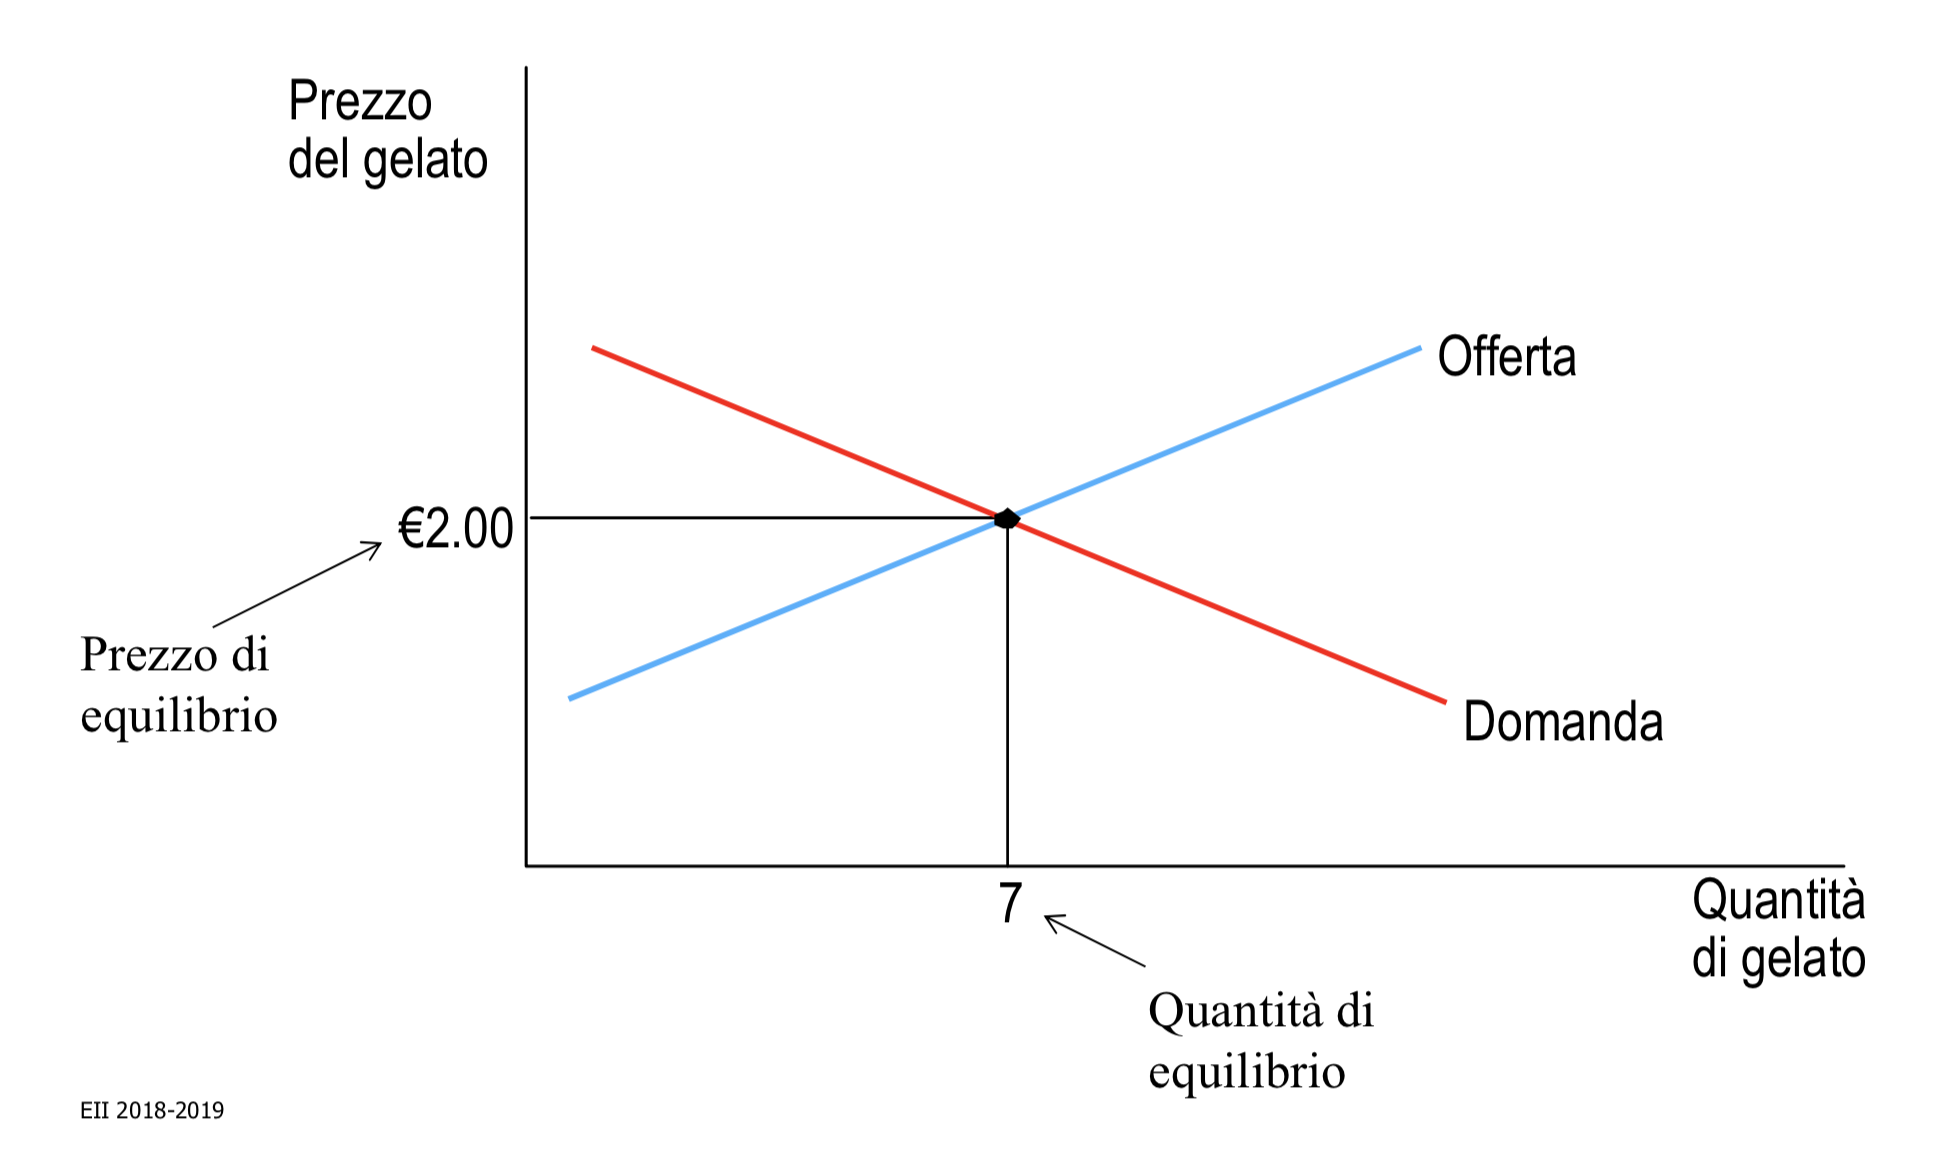 Prezzo
del gelato
Offerta
€2.00
Prezzo di
equilibrio
Domanda
7
Quantità
di gelato
Quantità di
equilibrio
EII 2018-2019